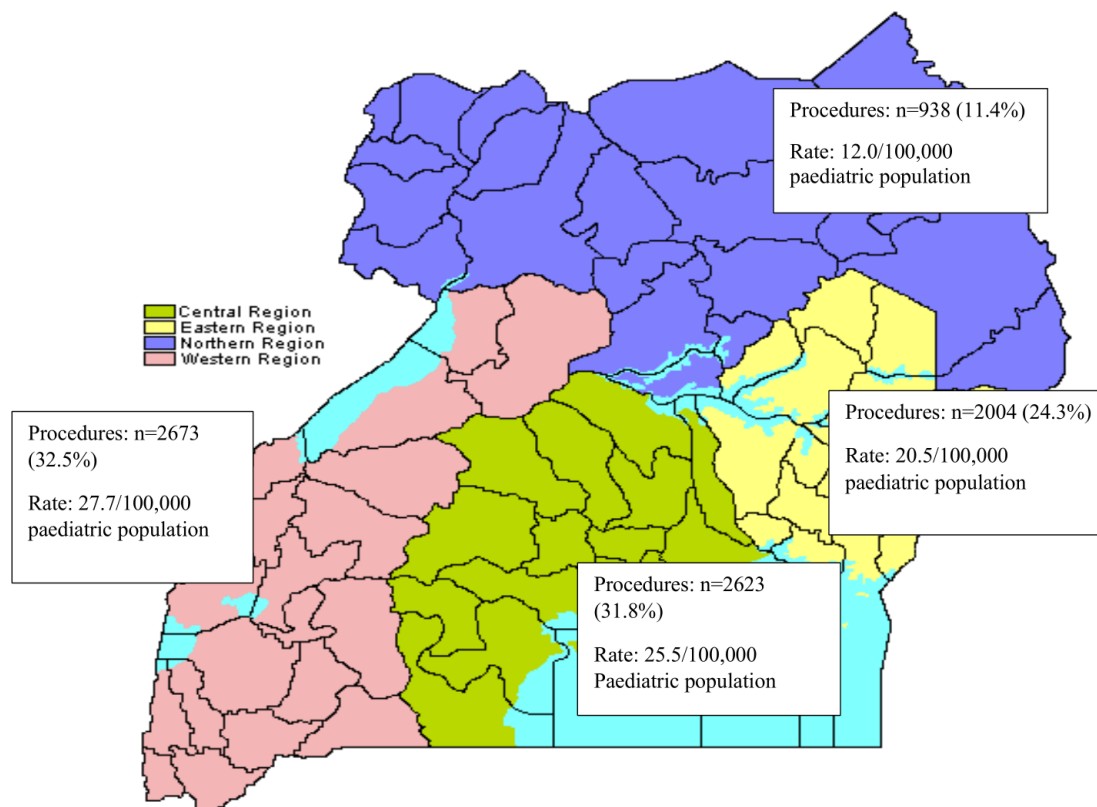 Procedures: n=938 (11.4%)
Rate: 12.0/100,000
paediatric population
Central Region
Eastern Region
Northern Region
Western Region
Procedures: n=2673
(32.5%)
Rate: 27.7/100,000
paediatric population
Procedures: n=2004 (24.3%)
Rate: 20.5/100,000
paediatric population
Procedures: n=2623
(31.8%)
Rate: 25.5/100,000
Paediatric population